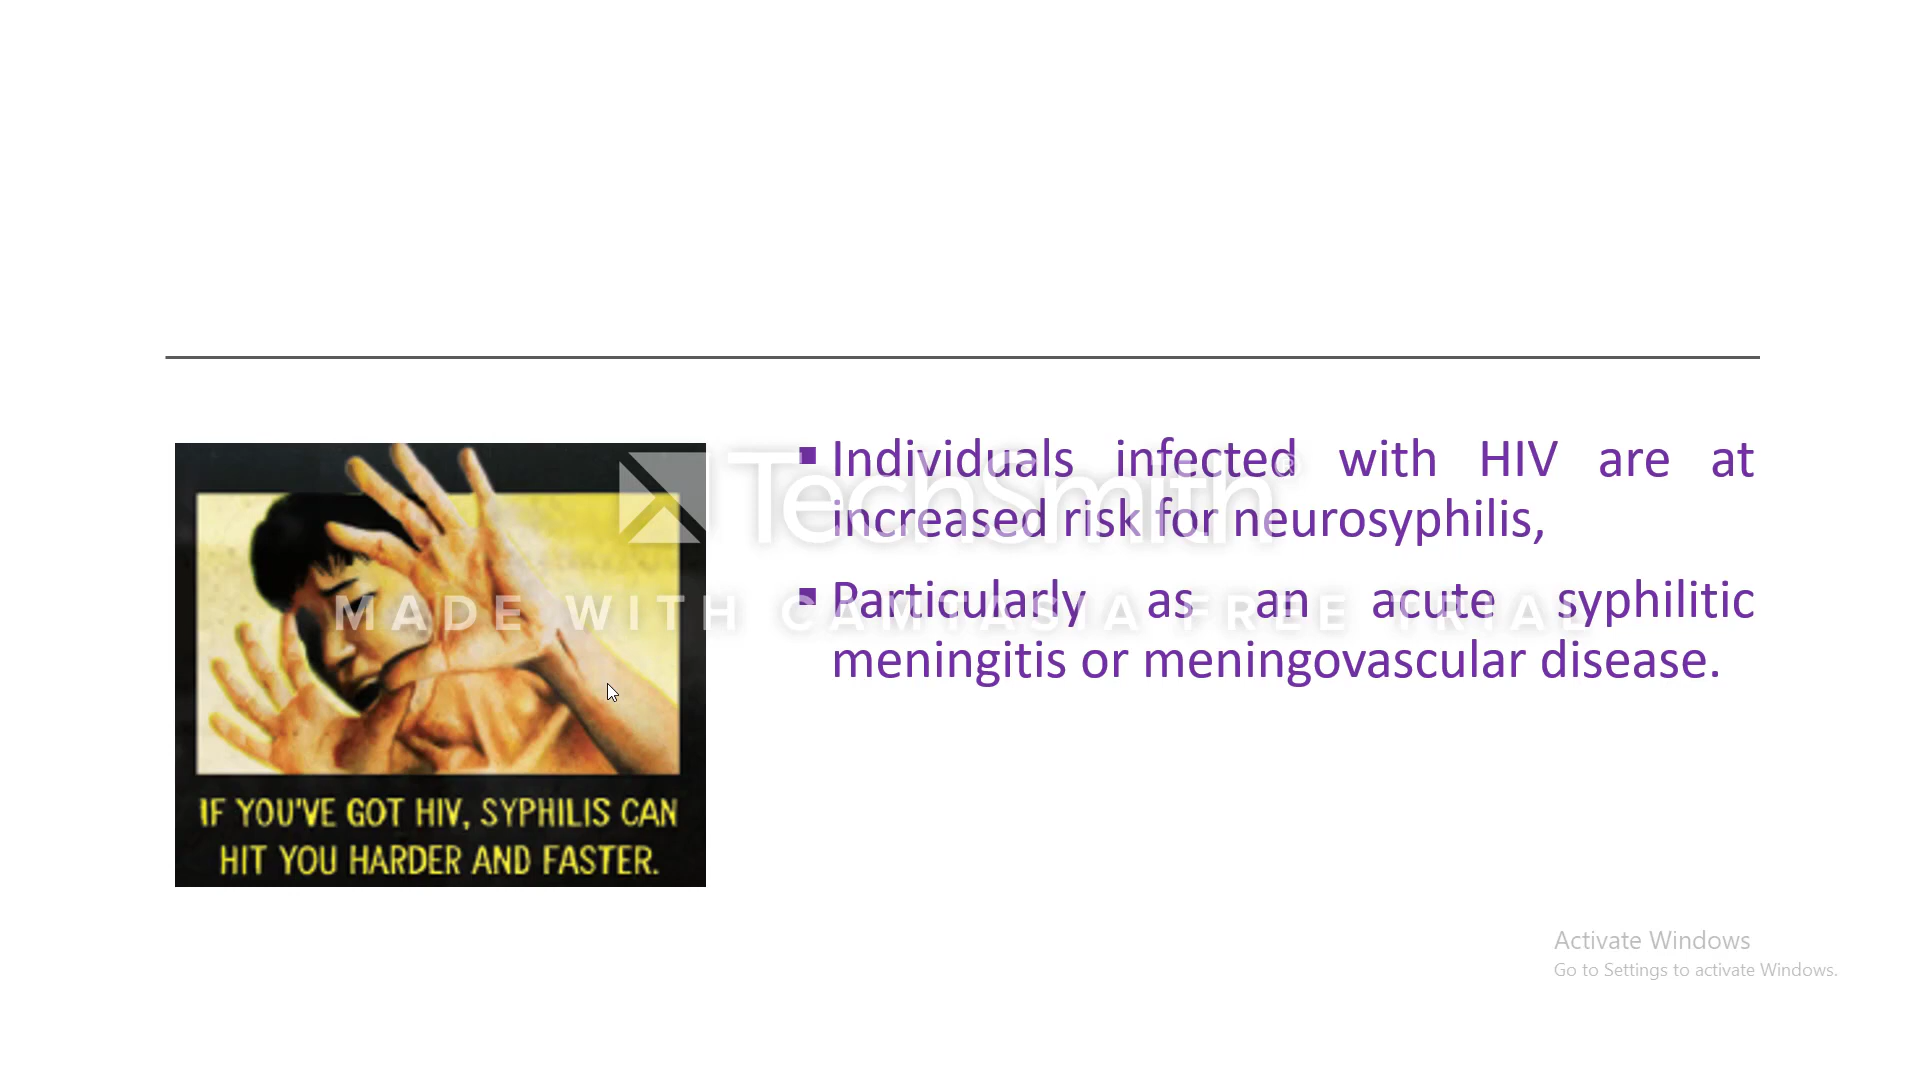 Individuals infected with HIV are at
increased risk for neurosyphilis,
Particularly as an acute syphilitic
meningitis or meningovascular disease.
TechSmith
MADE WITH CAMTASIA FREE TRIAL
IF YOU'VE GOT HIV, SYPHILIS CAN
HIT YOU HARDER AND FASTER.
Activate Windows
Go to Settings to activate Windows.